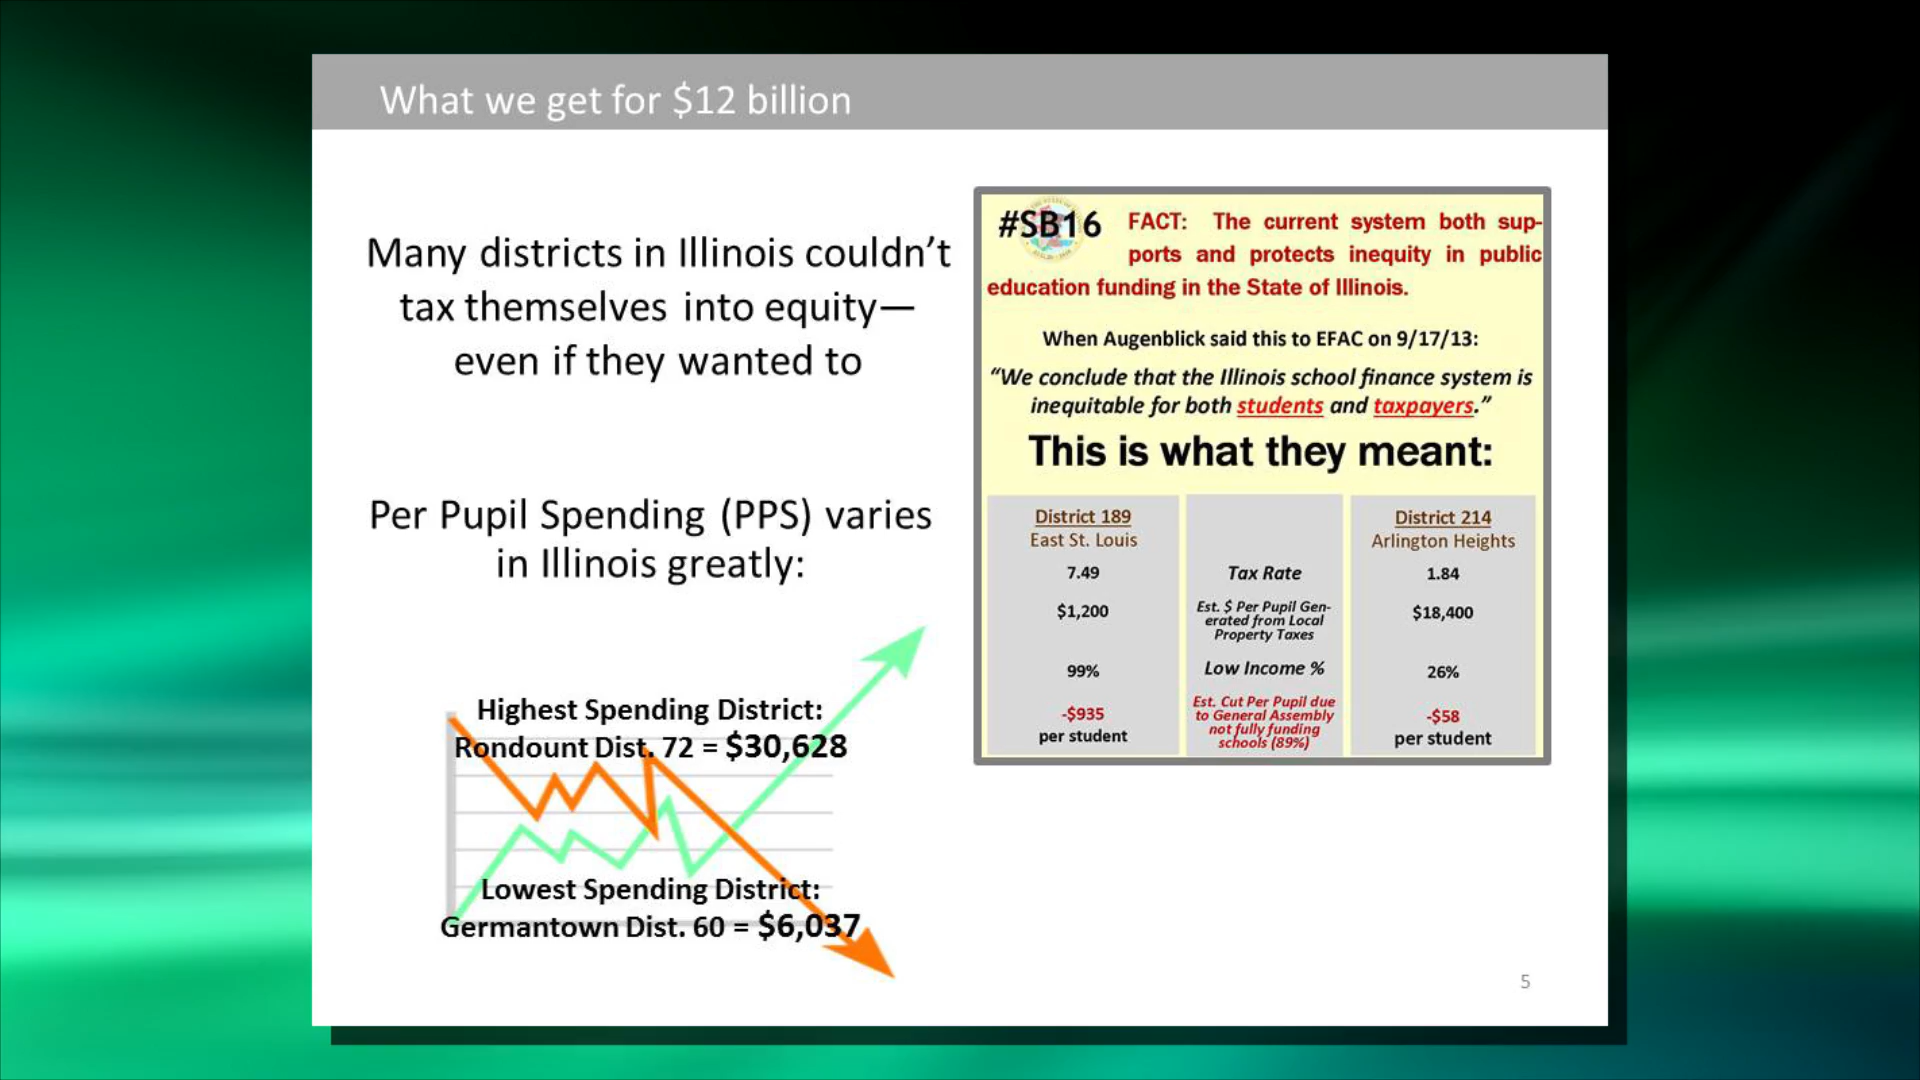 What we get for $12 billion
Many districts in Illinois couldn’t
tax themselves into equity—
even if they wanted to
Per Pupil Spending (PPS) varies
in Illinois greatly:
Highest Spending District:
Rondount Dist. 72 = $30,628
Lowest Spending District:
Germantown Dist. 60 = $6,037
#SB16
FACT: The current system both sup-
ports and protects inequity in public
education funding in the State of Illinois.
When Augenblick said this to EFAC on 9/17/13:
“We conclude that the Illinois school finance system is
inequitable for both students and taxpayers.”
This is what they meant:
District 189 District 214
East St. Louis Arlington Heights
7.49 Tax Rate 1.84
$1,200 Est. $ Per Pupil Gen-
erated from Local
Property Taxes $18,400
99% Low Income % 26%
-$935
per student
Est. Cut Per Pupil due
to General Assembly
not fully funding
schools (89%)
-$58
per student
5